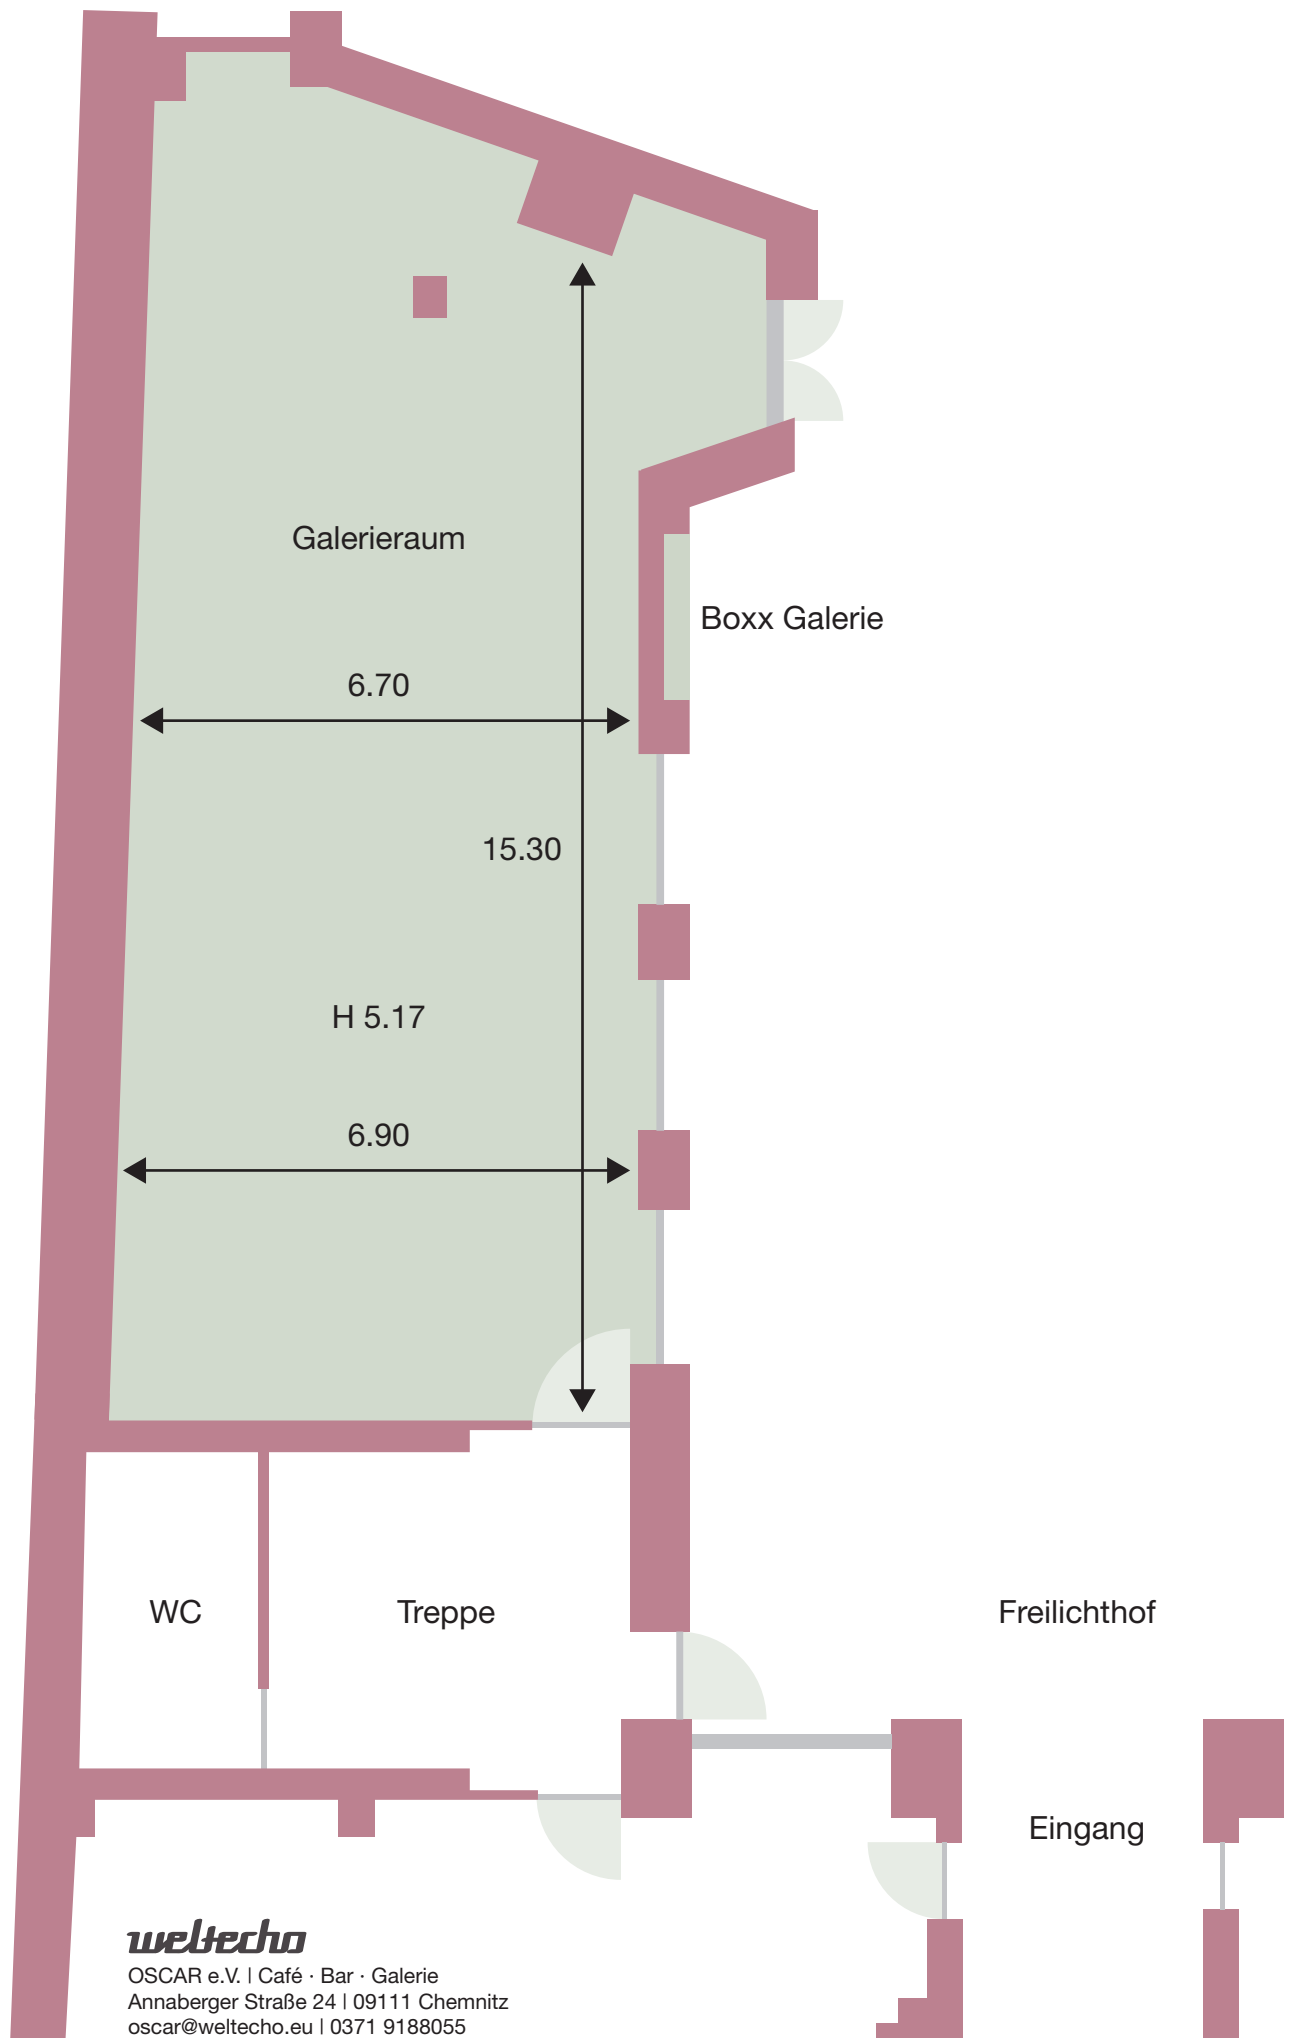 Galerieraum
Boxx Galerie
6.70
15.30
H 5.17
6.90
WC
Treppe
Freilichthof
Eingang
weltecho
OSCAR e.V. | Café · Bar · Galerie
Annaberger Straße 24 | 09111 Chemnitz
oscar@weltecho.eu | 0371 9188055